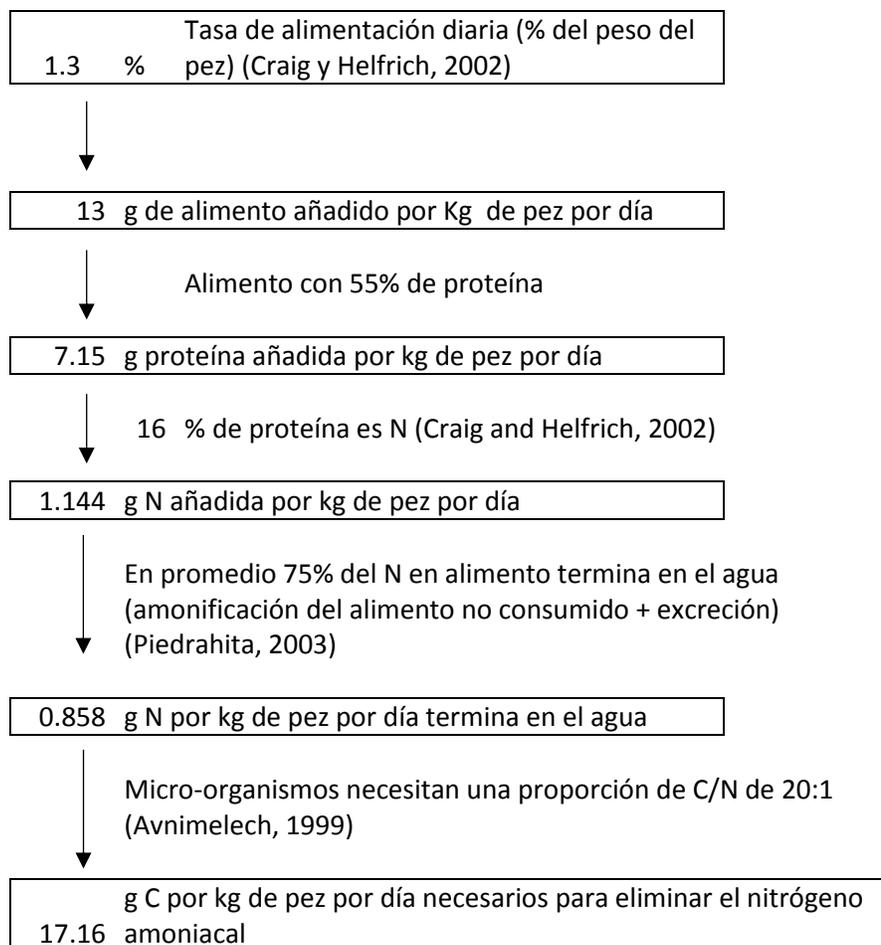 Tasa de alimentación diaria (% del peso del
1.3 % pez) (Craig y Helfrich, 2002)
13 g de alimento añadido por Kg de pez por día
Alimento con 55% de proteína
7.15 g proteína añadida por kg de pez por día
16 % de proteína es N (Craig and Helfrich, 2002)
1.144 g N añadida por kg de pez por día
En promedio 75% del N en alimento termina en el agua
(amonificación del alimento no consumido + excreción)
(Piedrahita, 2003)
0.858 g N por kg de pez por día termina en el agua
Micro-organismos necesitan una proporción de C/N de 20:1
(Avnimelech, 1999)
g C por kg de pez por día necesarios para eliminar el nitrógeno
17.16 amoniacal